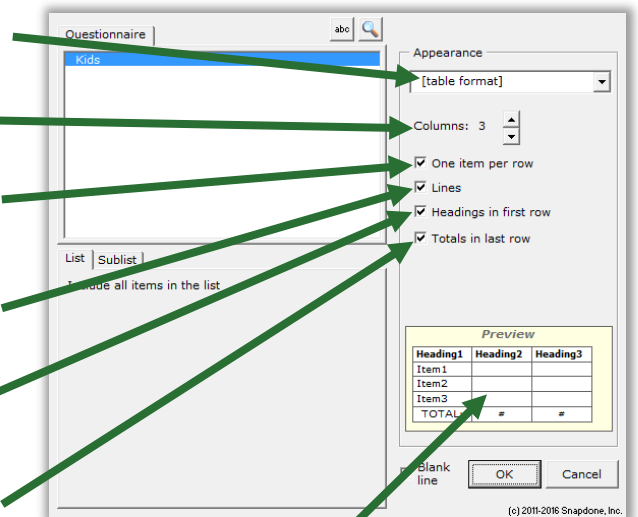 Questionnaire
abc
Kids
Appearance
[table format]
Columns: 3
One item per row
Lines
Headings in first row
Totals in last row
List Sublist
Include all items in the list
Preview
Heading1 Heading2 Heading3
Item1
Item2
Item3
TOTAL # #
Blank line
OK
Cancel
(c) 2011-2016 Snapdone, Inc.